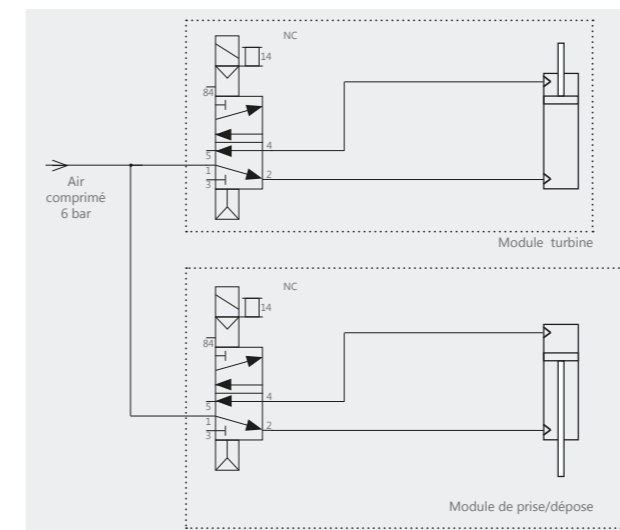 NC
14
84
4
5
1
2
3
Air
comprimé
6 bar
Module turbine
NC
14
84
4
5
1
2
3
Module de prise/dépose